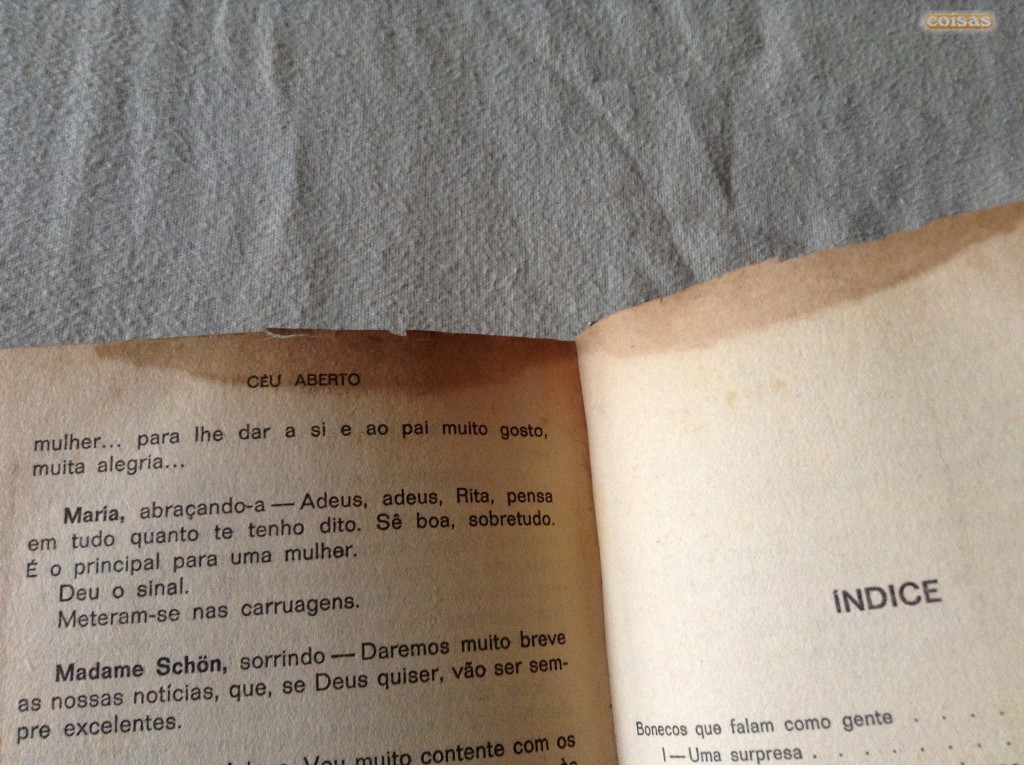 coisas
CÉU ABERTO
mulher... para lhe dar a si e ao pai muito gosto,
muita alegria...
Maria, abraçando-a — Adeus, adeus, Rita, pensa
em tudo quanto te tenho dito. Sê boa, sobretudo.
É o principal para uma mulher.
Deu o sinal.
Meteram-se nas carruagens.
Madame Schön, sorrindo — Daremos muito breve
as nossas notícias, que, se Deus quiser, vão ser sem-
pre excelentes.
Vou muito contente com os
ÍNDICE
Bonecos que falam como gente . . . .
I — Uma surpresa . . . . . . .